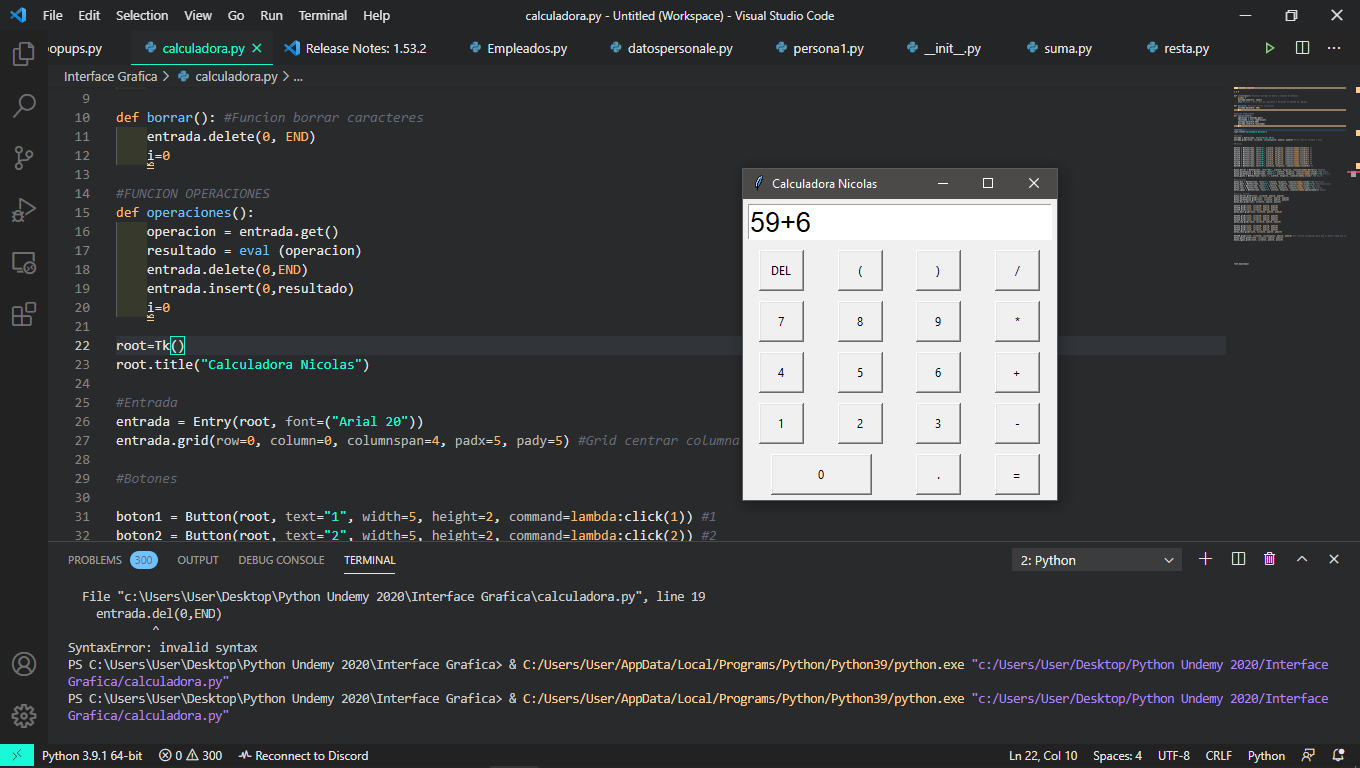 File Edit Selection View Go Run Terminal Help calculadora.py - Untitled (Workspace) - Visual Studio Code
popups.py calculadora.py Release Notes: 1.53.2 Empleados.py datospersonale.py persona1.py __init__.py suma.py resta.py
Interface Grafica > calculadora.py > ...
9
10 def borrar(): #Funcion borrar caracteres
11 entrada.delete(0, END)
12 i=0
13
14 #FUNCION OPERACIONES
15 def operaciones():
16 operacion = entrada.get()
17 resultado = eval (operacion)
18 entrada.delete(0,END)
19 entrada.insert(0,resultado)
20 i=0
21
22 root=Tk()
23 root.title("Calculadora Nicolas")
24
25 #Entrada
26 entrada = Entry(root, font=("Arial 20"))
27 entrada.grid(row=0, column=0, columnspan=4, padx=5, pady=5) #Grid centrar columna
28
29 #Botones
30
31 boton1 = Button(root, text="1", width=5, height=2, command=lambda:click(1)) #1
32 boton2 = Button(root, text="2", width=5, height=2, command=lambda:click(2)) #2
Calculadora Nicolas
59+6
DEL ( ) /
7 8 9 *
4 5 6 +
1 2 3 -
0 . =
PROBLEMS 300 OUTPUT DEBUG CONSOLE TERMINAL 2: Python
File "c:\Users\User\Desktop\Python Undemy 2020\Interface Grafica\calculadora.py", line 19
entrada.del(0,END)
^
SyntaxError: invalid syntax
PS C:\Users\User\Desktop\Python Undemy 2020\Interface Grafica> & C:/Users/User/AppData/Local/Programs/Python/Python39/python.exe "c:/Users/User/Desktop/Python Undemy 2020/Interface
Grafica/calculadora.py"
PS C:\Users\User\Desktop\Python Undemy 2020\Interface Grafica> & C:/Users/User/AppData/Local/Programs/Python/Python39/python.exe "c:/Users/User/Desktop/Python Undemy 2020/Interface
Grafica/calculadora.py"
Python 3.9.1 64-bit 0 300 Reconnect to Discord Ln 22, Col 10 Spaces: 4 UTF-8 CRLF Python